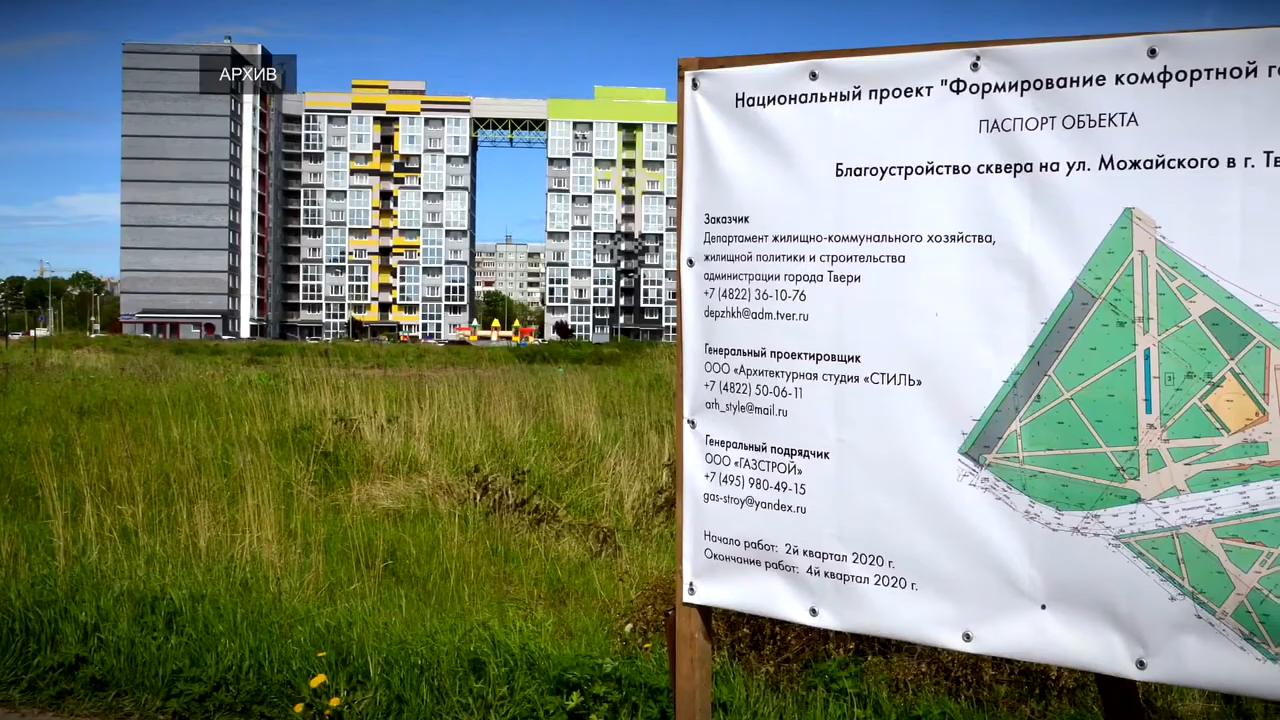 АРХИВ
Национальный проект "Формирование комфортной
ПАСПОРТ ОБЪЕКТА
Благоустройство сквера на ул. Можайского в г.
Заказчик
Департамент жилищно-коммунального хозяйства,
жилищной политики и строительства
администрации города Твери
+7 (4822) 36-10-76
depzhkh@adm.tver.ru
Генеральный проектировщик
ООО «Архитектурная студия «СТИЛЬ»
+7 (4822) 50-06-11
arh_style@mail.ru
Генеральный подрядчик
ООО «ГАЗСТРОЙ»
+7 (495) 980-49-15
gas-stroy@yandex.ru
Начало работ: 2й квартал 2020 г.
Окончание работ: 4й квартал 2020 г.